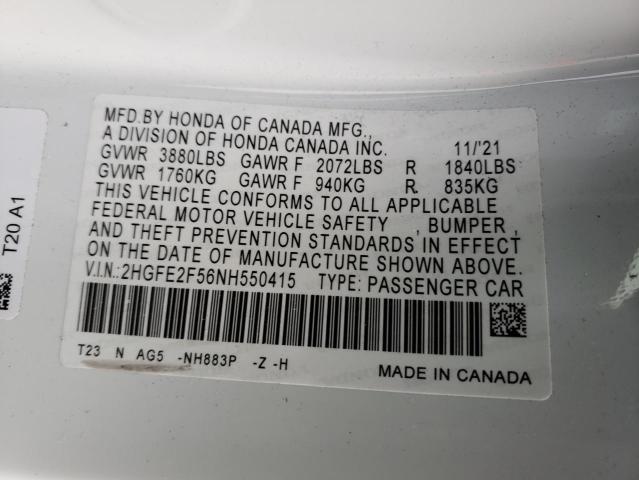 MFD.BY HONDA OF CANADA MFG.,
A DIVISION OF HONDA CANADA INC. 11/'21
GVWR 3880LBS GAWR F 2072LBS R 1840LBS
GVWR 1760KG GAWR F 940KG R 835KG
THIS VEHICLE CONFORMS TO ALL APPLICABLE
FEDERAL MOTOR VEHICLE SAFETY , BUMPER ,
AND THEFT PREVENTION STANDARDS IN EFFECT
ON THE DATE OF MANUFACTURE SHOWN ABOVE.
V.I.N.:2HGFE2F56NH550415 TYPE: PASSENGER CAR
T23 N AG5 -NH883P -Z -H
MADE IN CANADA
T20 A1